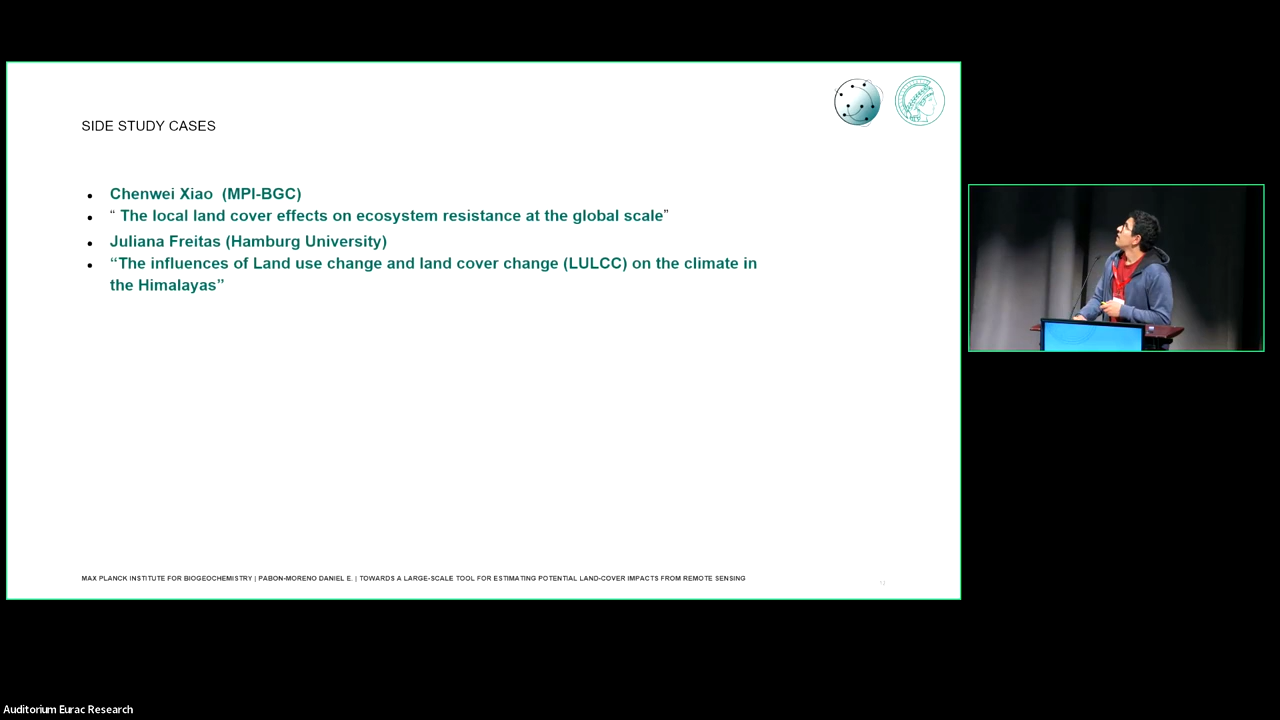 SIDE STUDY CASES
• Chenwei Xiao (MPI-BGC)
• “ The local land cover effects on ecosystem resistance at the global scale”
• Juliana Freitas (Hamburg University)
• “The influences of Land use change and land cover change (LULCC) on the climate in
the Himalayas”
MAX PLANCK INSTITUTE FOR BIOGEOCHEMISTRY | PABON-MORENO DANIEL E. | TOWARDS A LARGE-SCALE TOOL FOR ESTIMATING POTENTIAL LAND-COVER IMPACTS FROM REMOTE SENSING
Auditorium Eurac Research